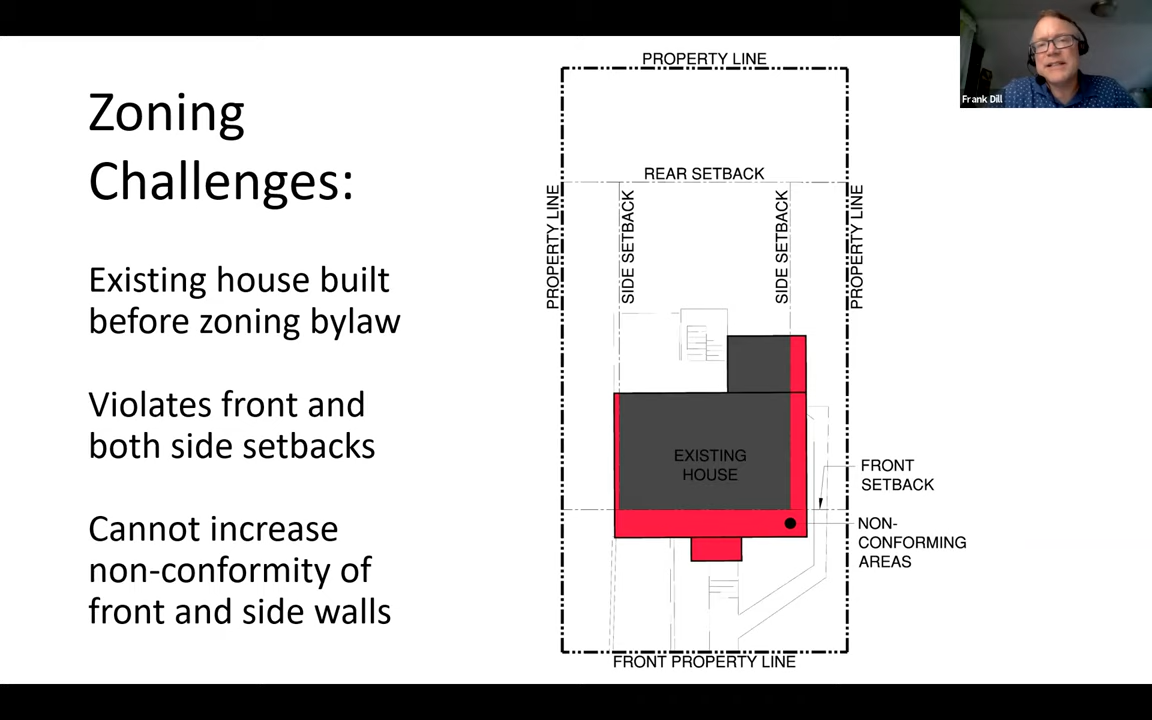 Zoning
Challenges:
Existing house built
before zoning bylaw
Violates front and
both side setbacks
Cannot increase
non-conformity of
front and side walls
PROPERTY LINE
REAR SETBACK
PROPERTY LINE
SIDE SETBACK
SIDE SETBACK
PROPERTY LINE
EXISTING
HOUSE
FRONT
SETBACK
NON-
CONFORMING
AREAS
FRONT PROPERTY LINE
Frank Dill